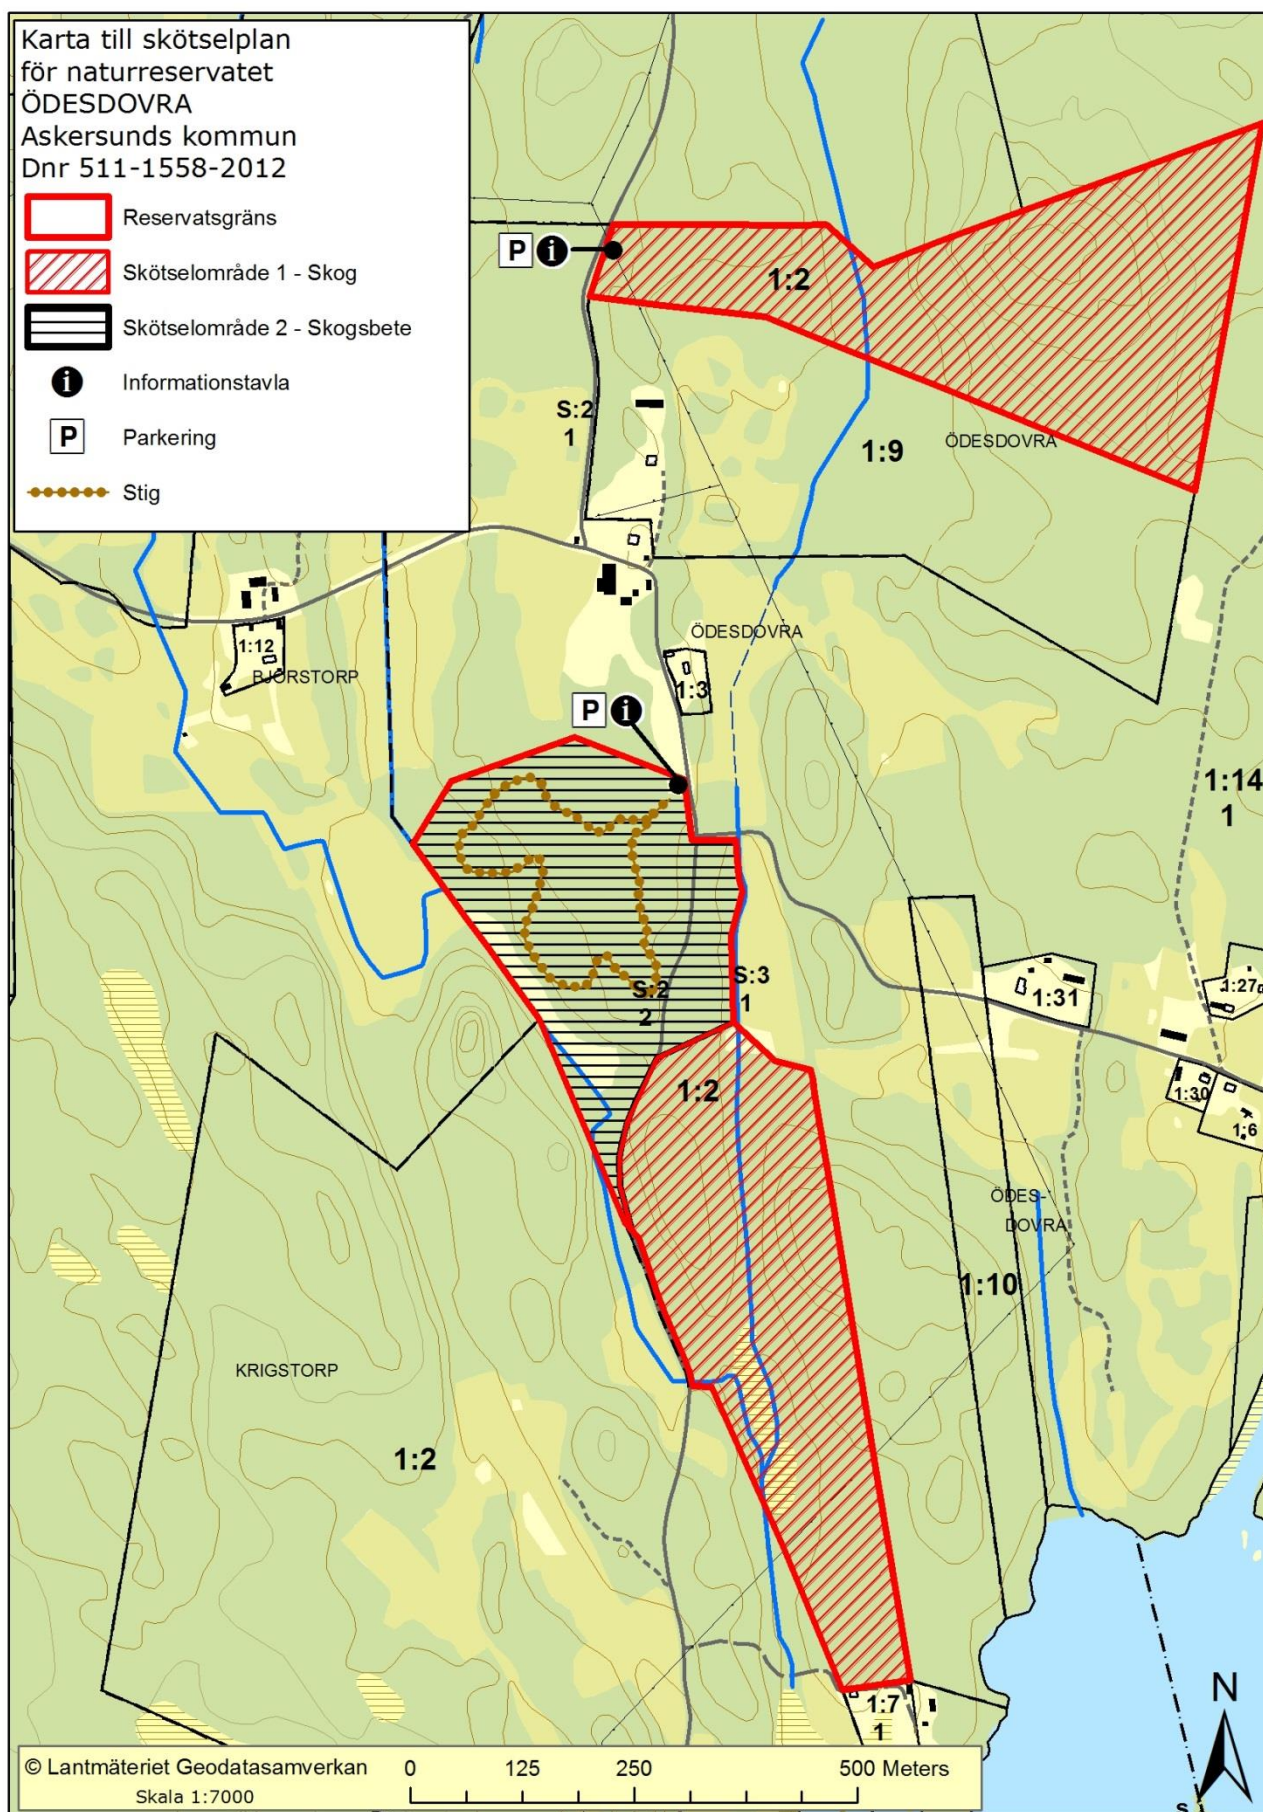 Karta till skötselplan
för naturreservatet
ÖDESDOVRA
Askersunds kommun
Dnr 511-1558-2012
Reservatsgräns
Skötselområde 1 - Skog
Skötselområde 2 - Skogsbete
i Informationstavla
P Parkering
Stig
P i
1:2
S:2
1
1:9
ÖDESDOVRA
ÖDESDOVRA
1:12
BJÖRSTORP
1:3
P i
1:14
1
S:3
1
S:2
2
1:31
1:27
1:2
1:30
1:6
ÖDES-
DOVRA
1:10
KRIGSTORP
1:2
1:7
1
N
© Lantmäteriet Geodatasamverkan
Skala 1:7000
0 125 250 500 Meters
s